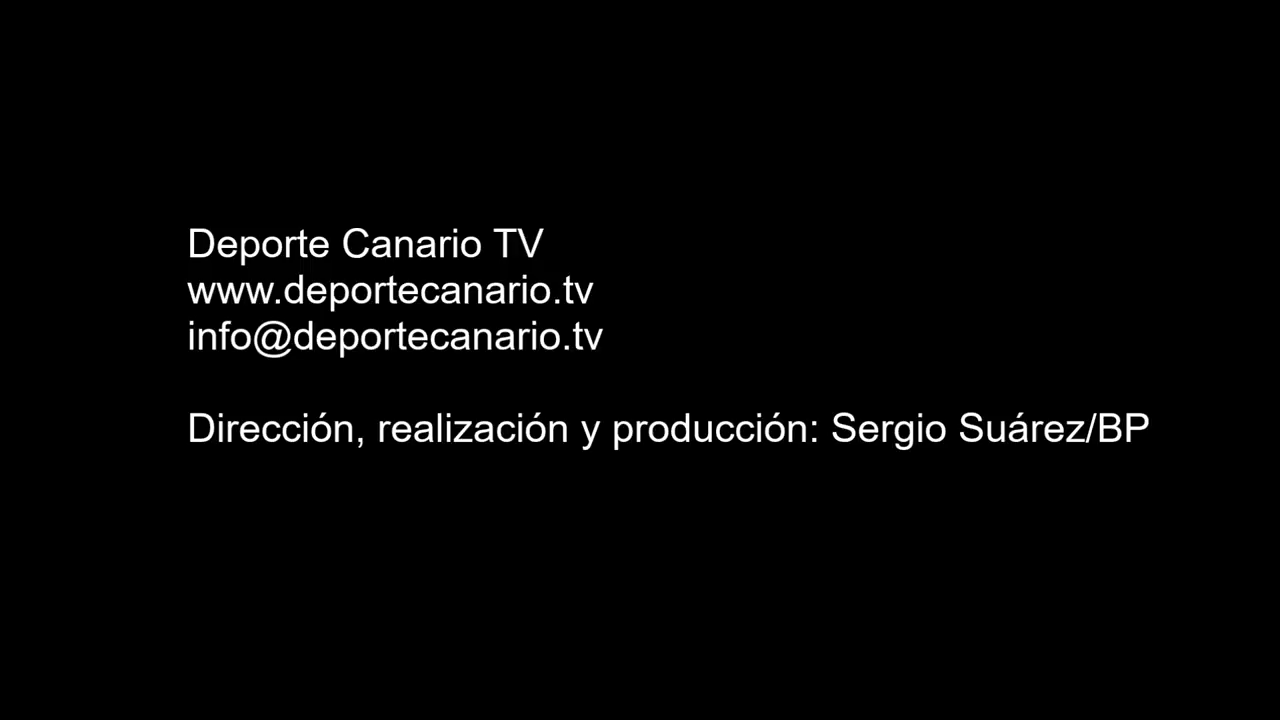 Deporte Canario TV
www.deportecanario.tv
info@deportecanario.tv
Dirección, realización y producción: Sergio Suárez/BP